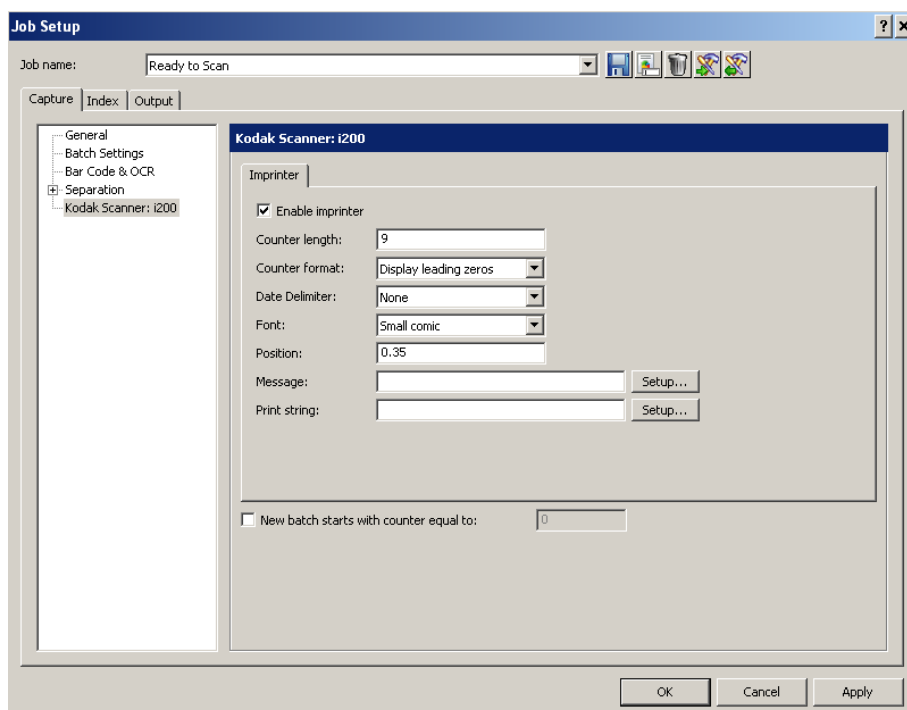 Job Setup
Job name: Ready to Scan
Capture Index Output
General
Batch Settings
Bar Code & OCR
Separation
Kodak Scanner: i200
Kodak Scanner: i200
Imprinter
Enable imprinter
Counter length: 9
Counter format: Display leading zeros
Date Delimiter: None
Font: Small comic
Position: 0.35
Message: Setup...
Print string: Setup...
New batch starts with counter equal to: 0
OK Cancel Apply